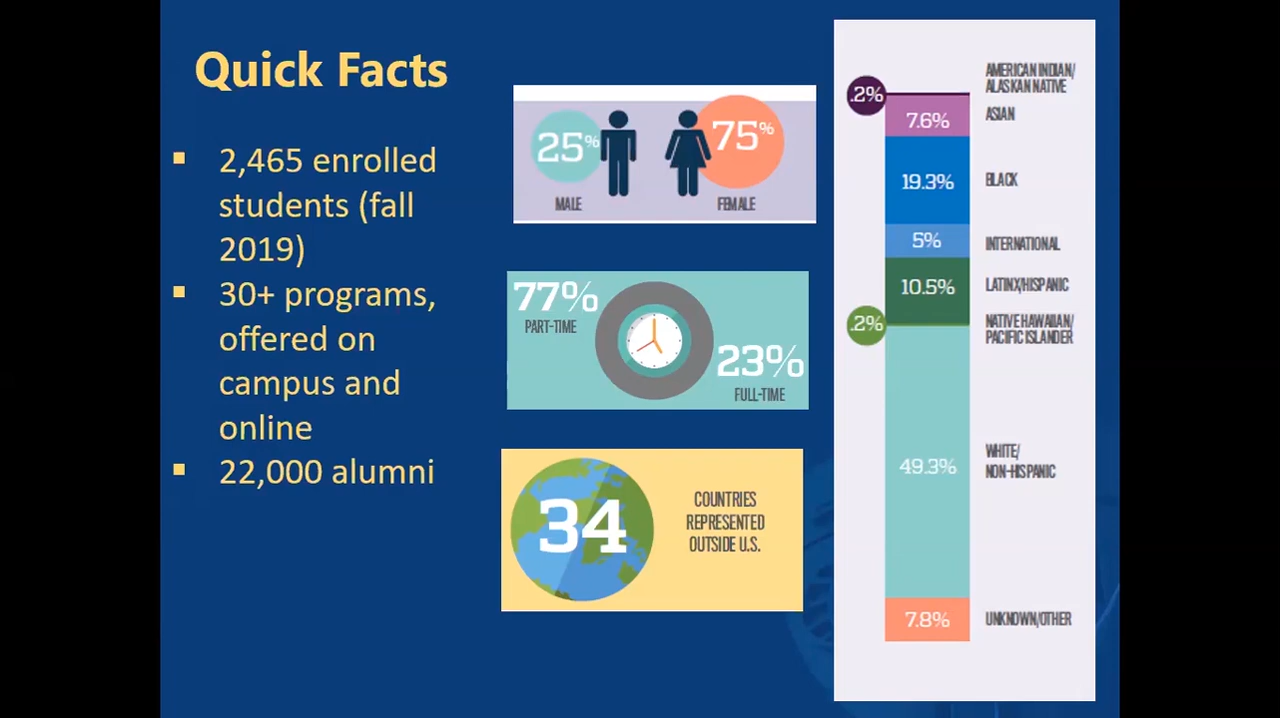 Quick Facts
▪ 2,465 enrolled
students (fall
2019)
▪ 30+ programs,
offered on
campus and
online
▪ 22,000 alumni
25%
75%
MALE
FEMALE
77%
PART-TIME
23%
FULL-TIME
34
COUNTRIES
REPRESENTED
OUTSIDE U.S.
AMERICAN INDIAN/
ALASKAN NATIVE
.2%
ASIAN
7.6%
BLACK
19.3%
INTERNATIONAL
5%
LATINX/HISPANIC
10.5%
NATIVE HAWAIIAN/
PACIFIC ISLANDER
.2%
WHITE/
NON-HISPANIC
49.3%
UNKNOWN/OTHER
7.8%